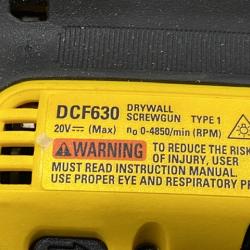 DCF630 DRYWALL SCREWGUN TYPE 1
20V⎓ (Max) n₀ 0-4850/min (RPM)
⚠WARNING TO REDUCE THE RISK
OF INJURY, USER
MUST READ INSTRUCTION MANUAL.
USE PROPER EYE AND RESPIRATORY